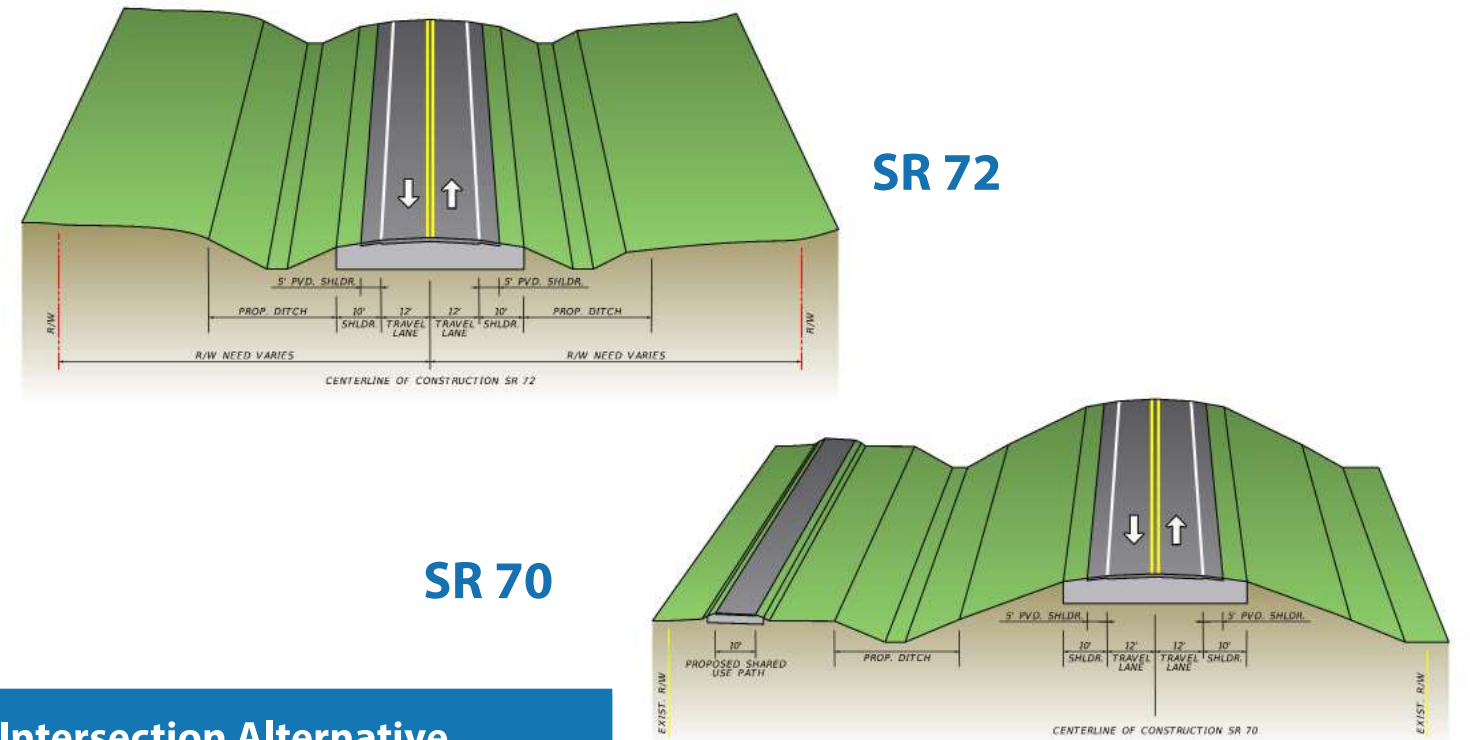 SR 72
5' PVD. SHLDR.
5' PVD. SHLDR.
R/W
PROP. DITCH
10'
SHLDR.
12'
TRAVEL
LANE
12'
TRAVEL
LANE
10'
SHLDR.
PROP. DITCH
R/W
R/W NEED VARIES
R/W NEED VARIES
CENTERLINE OF CONSTRUCTION SR 72
SR 70
5' PVD. SHLDR.
5' PVD. SHLDR.
EXIST. R/W
10'
PROPOSED SHARED
USE PATH
PROP. DITCH
10'
SHLDR.
12'
TRAVEL
LANE
12'
TRAVEL
LANE
10'
SHLDR.
EXIST. R/W
CENTERLINE OF CONSTRUCTION SR 70
Intersection Alternative